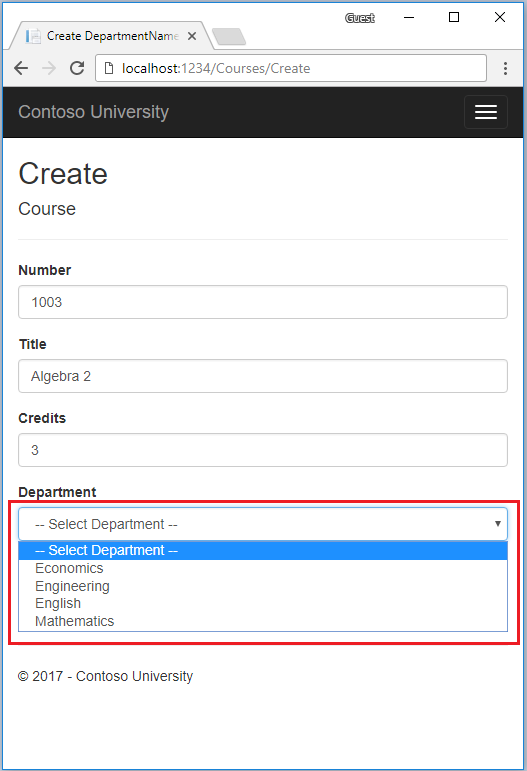 Guest
Create DepartmentName
localhost:1234/Courses/Create
Contoso University
Create
Course
Number
1003
Title
Algebra 2
Credits
3
Department
-- Select Department --
-- Select Department --
Economics
Engineering
English
Mathematics
© 2017 - Contoso University